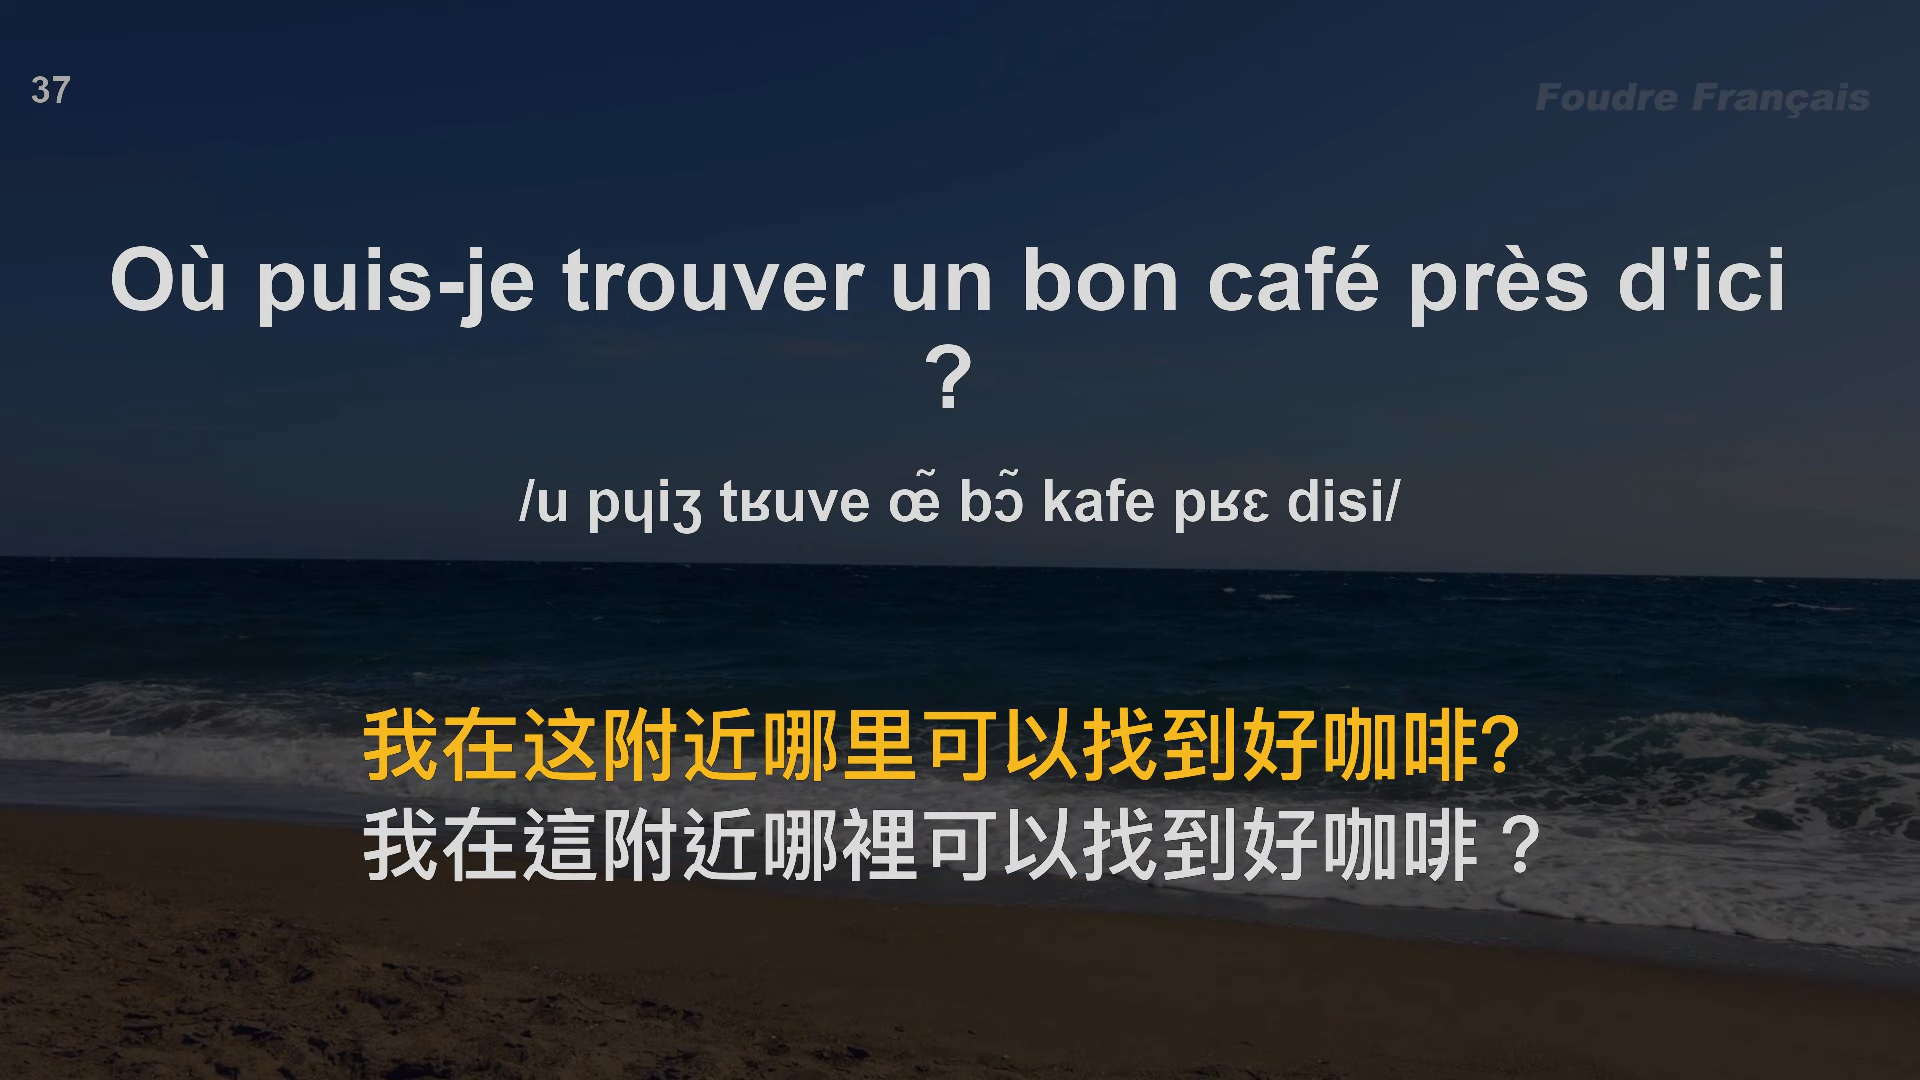 37
Foudre Français
Où puis-je trouver un bon café près d'ici
?
/u pɥiʒ tʁuve œ̃ bɔ̃ kafe pʁɛ disi/
我在这附近哪里可以找到好咖啡?
我在這附近哪裡可以找到好咖啡？